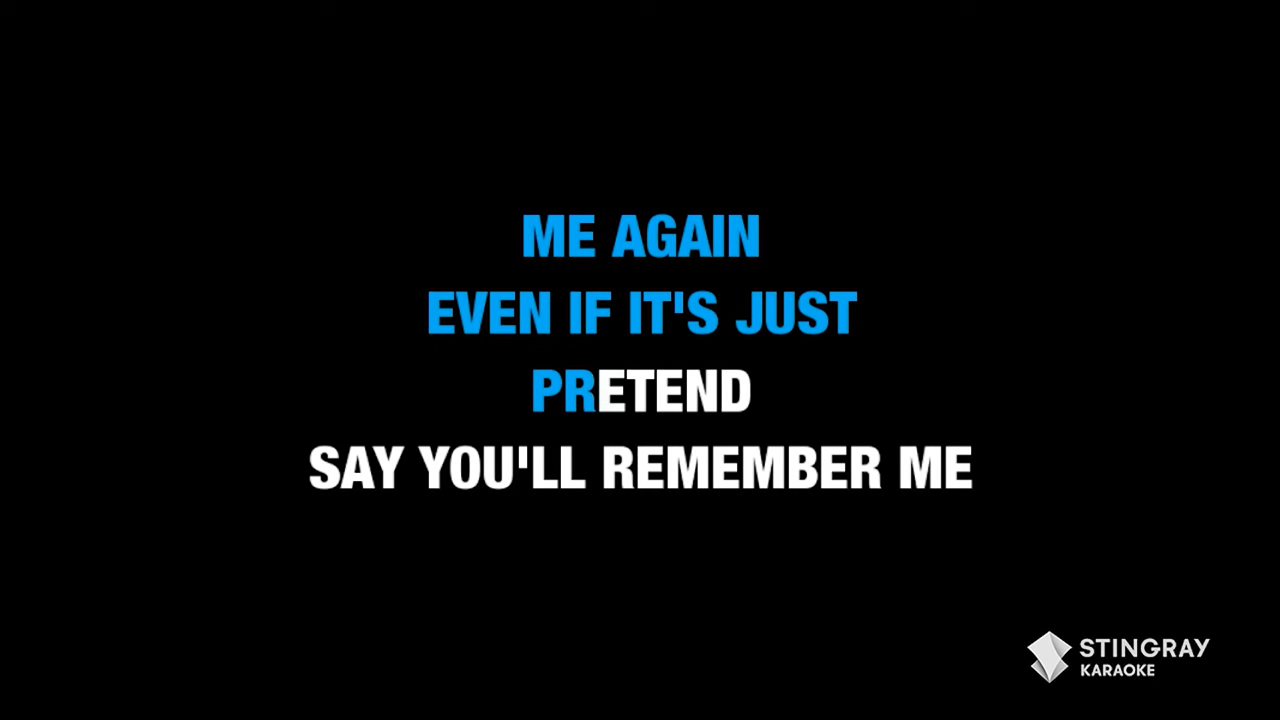 ME AGAIN
EVEN IF IT'S JUST
PRETEND
SAY YOU'LL REMEMBER ME
STINGRAY
KARAOKE